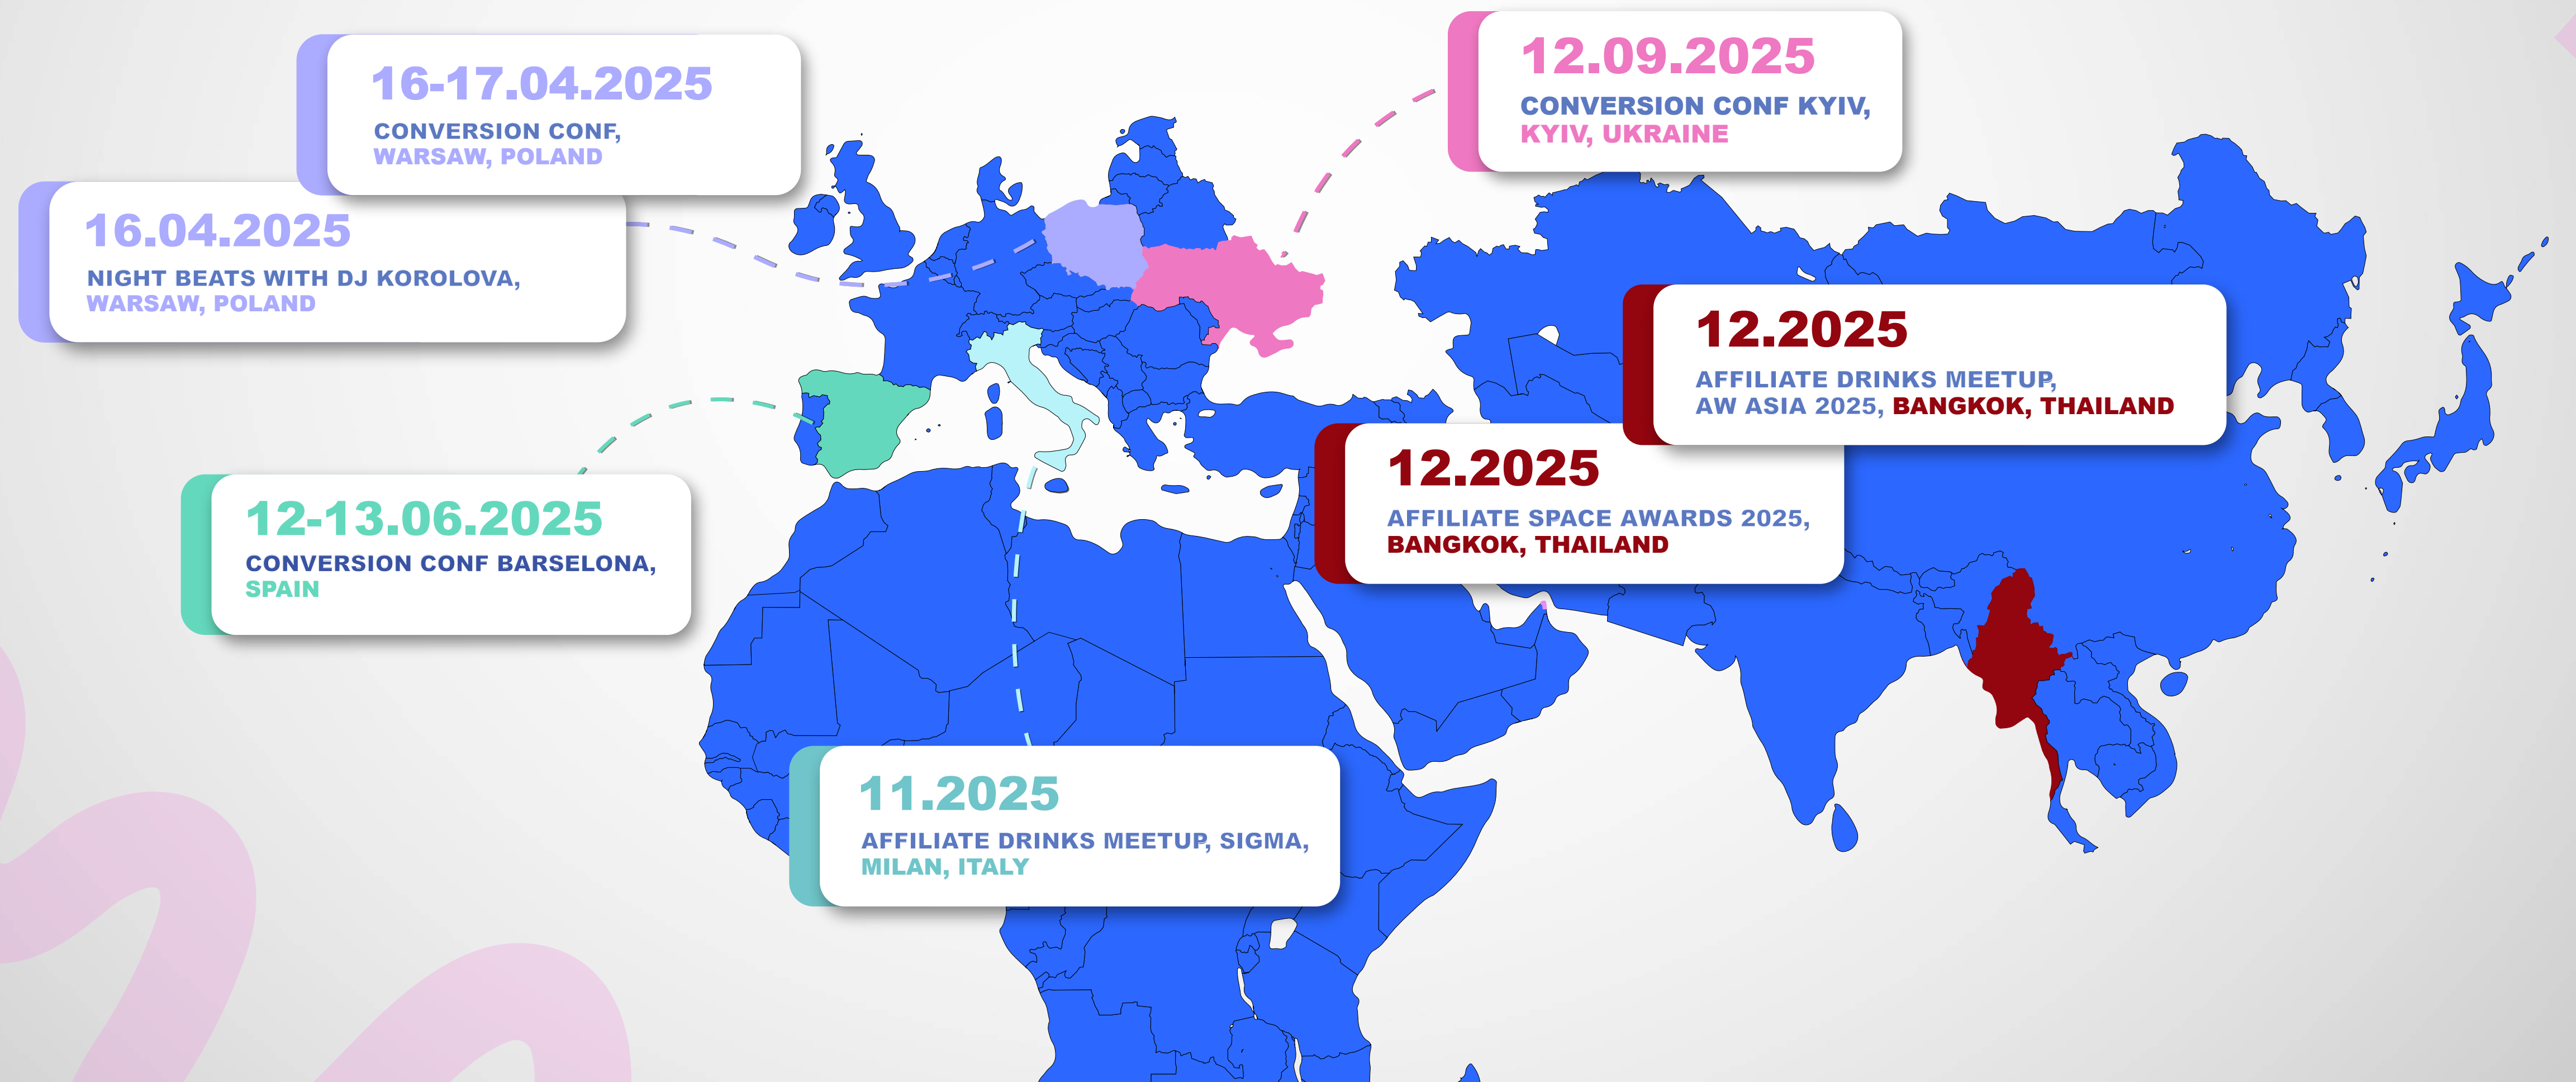 16-17.04.2025
CONVERSION CONF,
WARSAW, POLAND
16.04.2025
NIGHT BEATS WITH DJ KOROLOVA,
WARSAW, POLAND
12.09.2025
CONVERSION CONF KYIV,
KYIV, UKRAINE
12.2025
AFFILIATE DRINKS MEETUP,
AW ASIA 2025, BANGKOK, THAILAND
12.2025
AFFILIATE SPACE AWARDS 2025,
BANGKOK, THAILAND
12-13.06.2025
CONVERSION CONF BARSELONA,
SPAIN
11.2025
AFFILIATE DRINKS MEETUP, SIGMA,
MILAN, ITALY